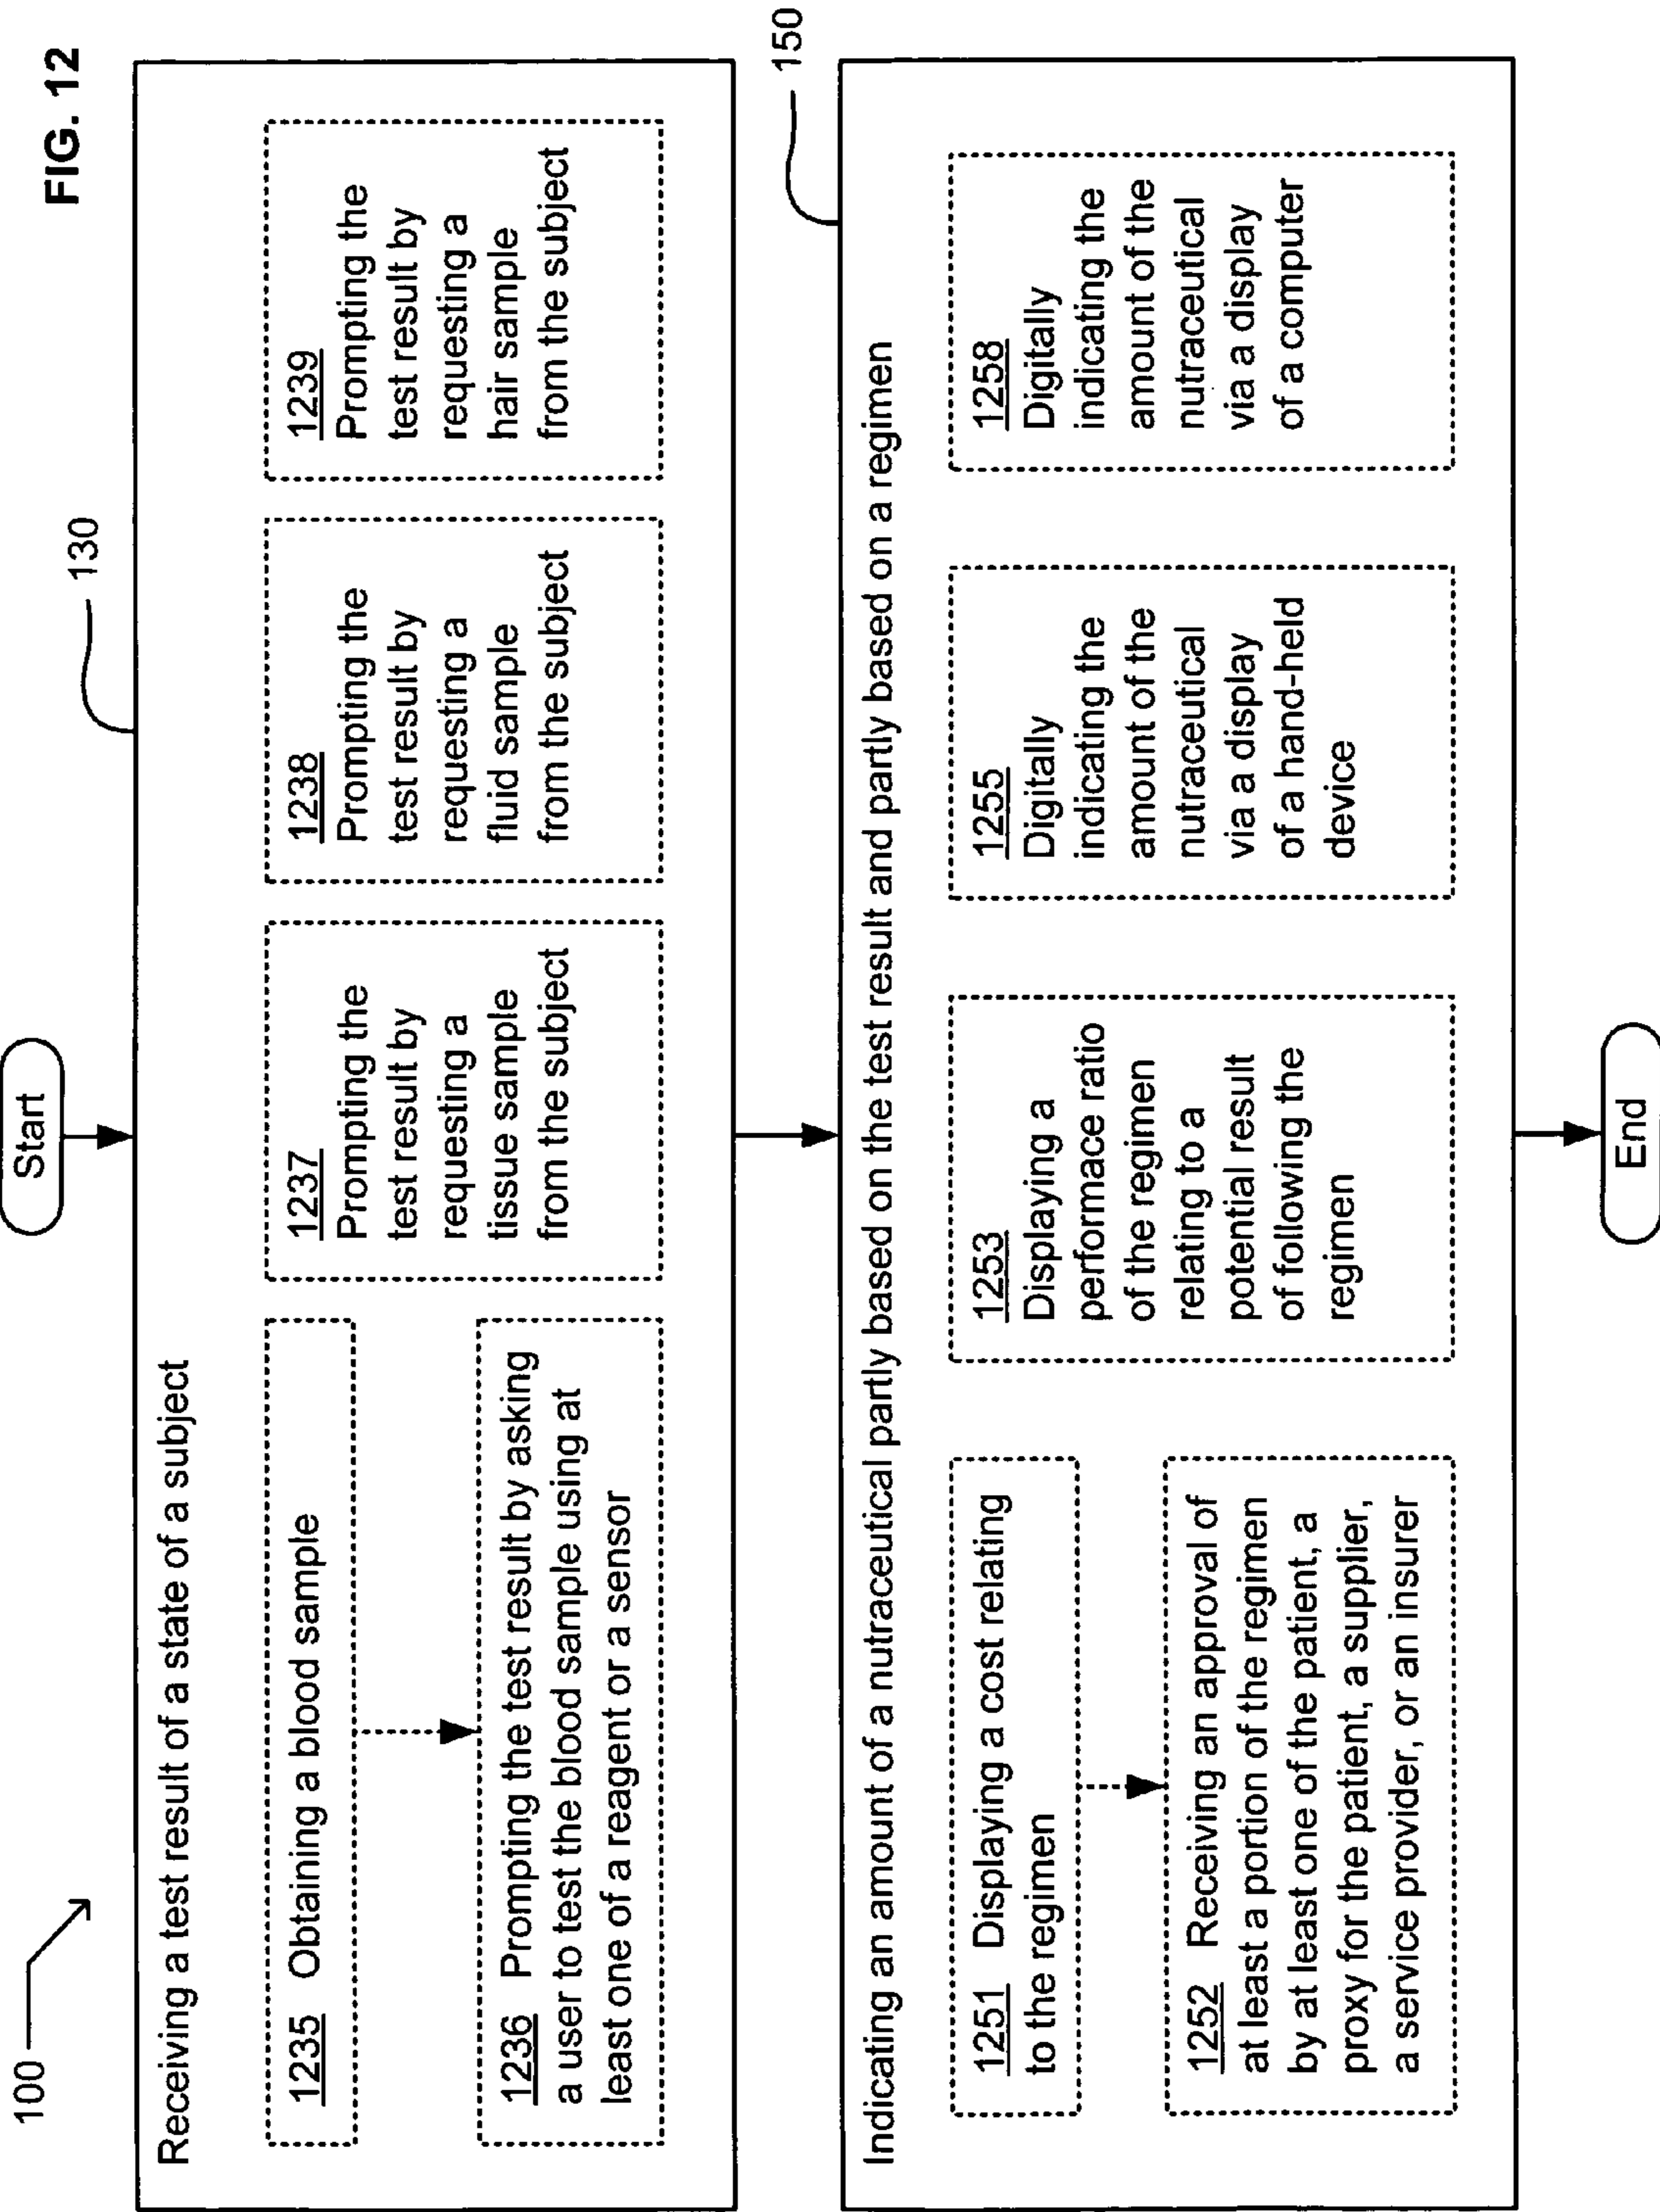 FIG. 12
100
Start
130
Receiving a test result of a state of a subject
1235 Obtaining a blood sample
1236 Prompting the test result by asking
a user to test the blood sample using at
least one of a reagent or a sensor
1237
Prompting the
test result by
requesting a
tissue sample
from the subject
1238
Prompting the
test result by
requesting a
fluid sample
from the subject
1239
Prompting the
test result by
requesting a
hair sample
from the subject
150
Indicating an amount of a nutraceutical partly based on the test result and partly based on a regimen
1251 Displaying a cost relating
to the regimen
1252 Receiving an approval of
at least a portion of the regimen
by at least one of the patient, a
proxy for the patient, a supplier,
a service provider, or an insurer
1253
Displaying a
performace ratio
of the regimen
relating to a
potential result
of following the
regimen
1255
Digitally
indicating the
amount of the
nutraceutical
via a display
of a hand-held
device
1258
Digitally
indicating the
amount of the
nutraceutical
via a display
of a computer
End